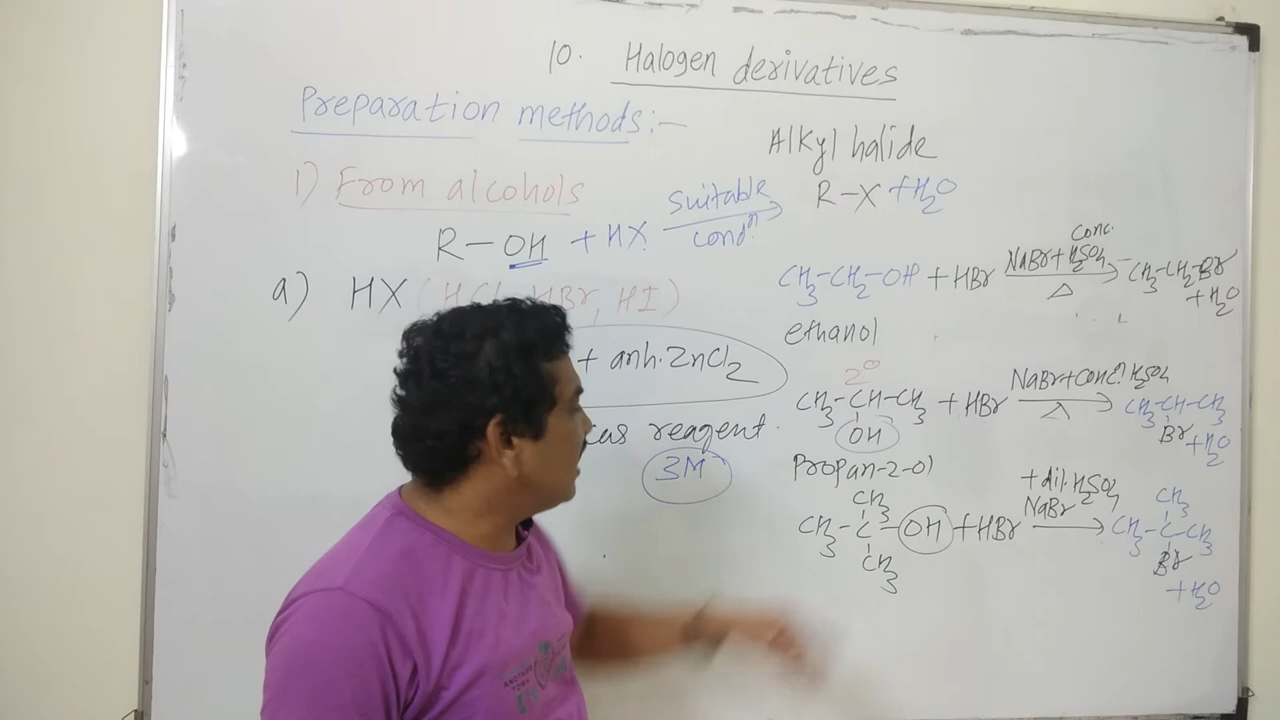 10. Halogen derivatives
Preparation methods:-
1) From alcohols
R-OH + HX suitable condn
Alkyl halide
R-X + H2O
a) HX (HCl, HBr, HI)
+ anh. ZnCl2
cas reagent.
3M
CH3-CH2-OH + HBr NaBr + conc. H2SO4 △ CH3-CH2-Br
+ H2O
ethanol
2°
CH3-CH-CH3 + HBr NaBr + conc. H2SO4 △ CH3-CH-CH3
OH Br + H2O
Propan-2-ol
CH3 + dil. H2SO4 CH3
CH3-C-OH + HBr NaBr CH3-C-CH3
CH3 Br
+ H2O
ANOTHER